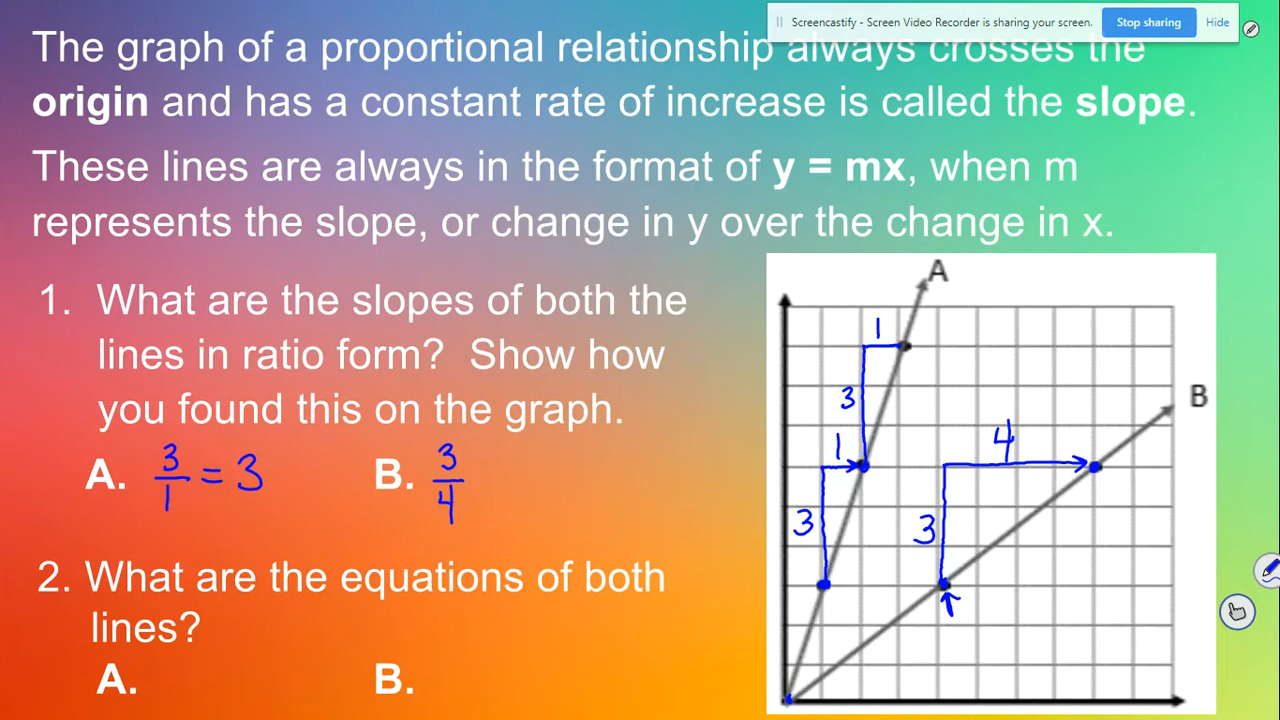 Screencastify - Screen Video Recorder is sharing your screen. Stop sharing Hide
The graph of a proportional relationship always crosses the
origin and has a constant rate of increase is called the slope.
These lines are always in the format of y = mx, when m
represents the slope, or change in y over the change in x.
1. What are the slopes of both the
lines in ratio form? Show how
you found this on the graph.
A. 3/1 = 3 B. 3/4
2. What are the equations of both
lines?
A. B.
A
1
3
B
1
4
3
3